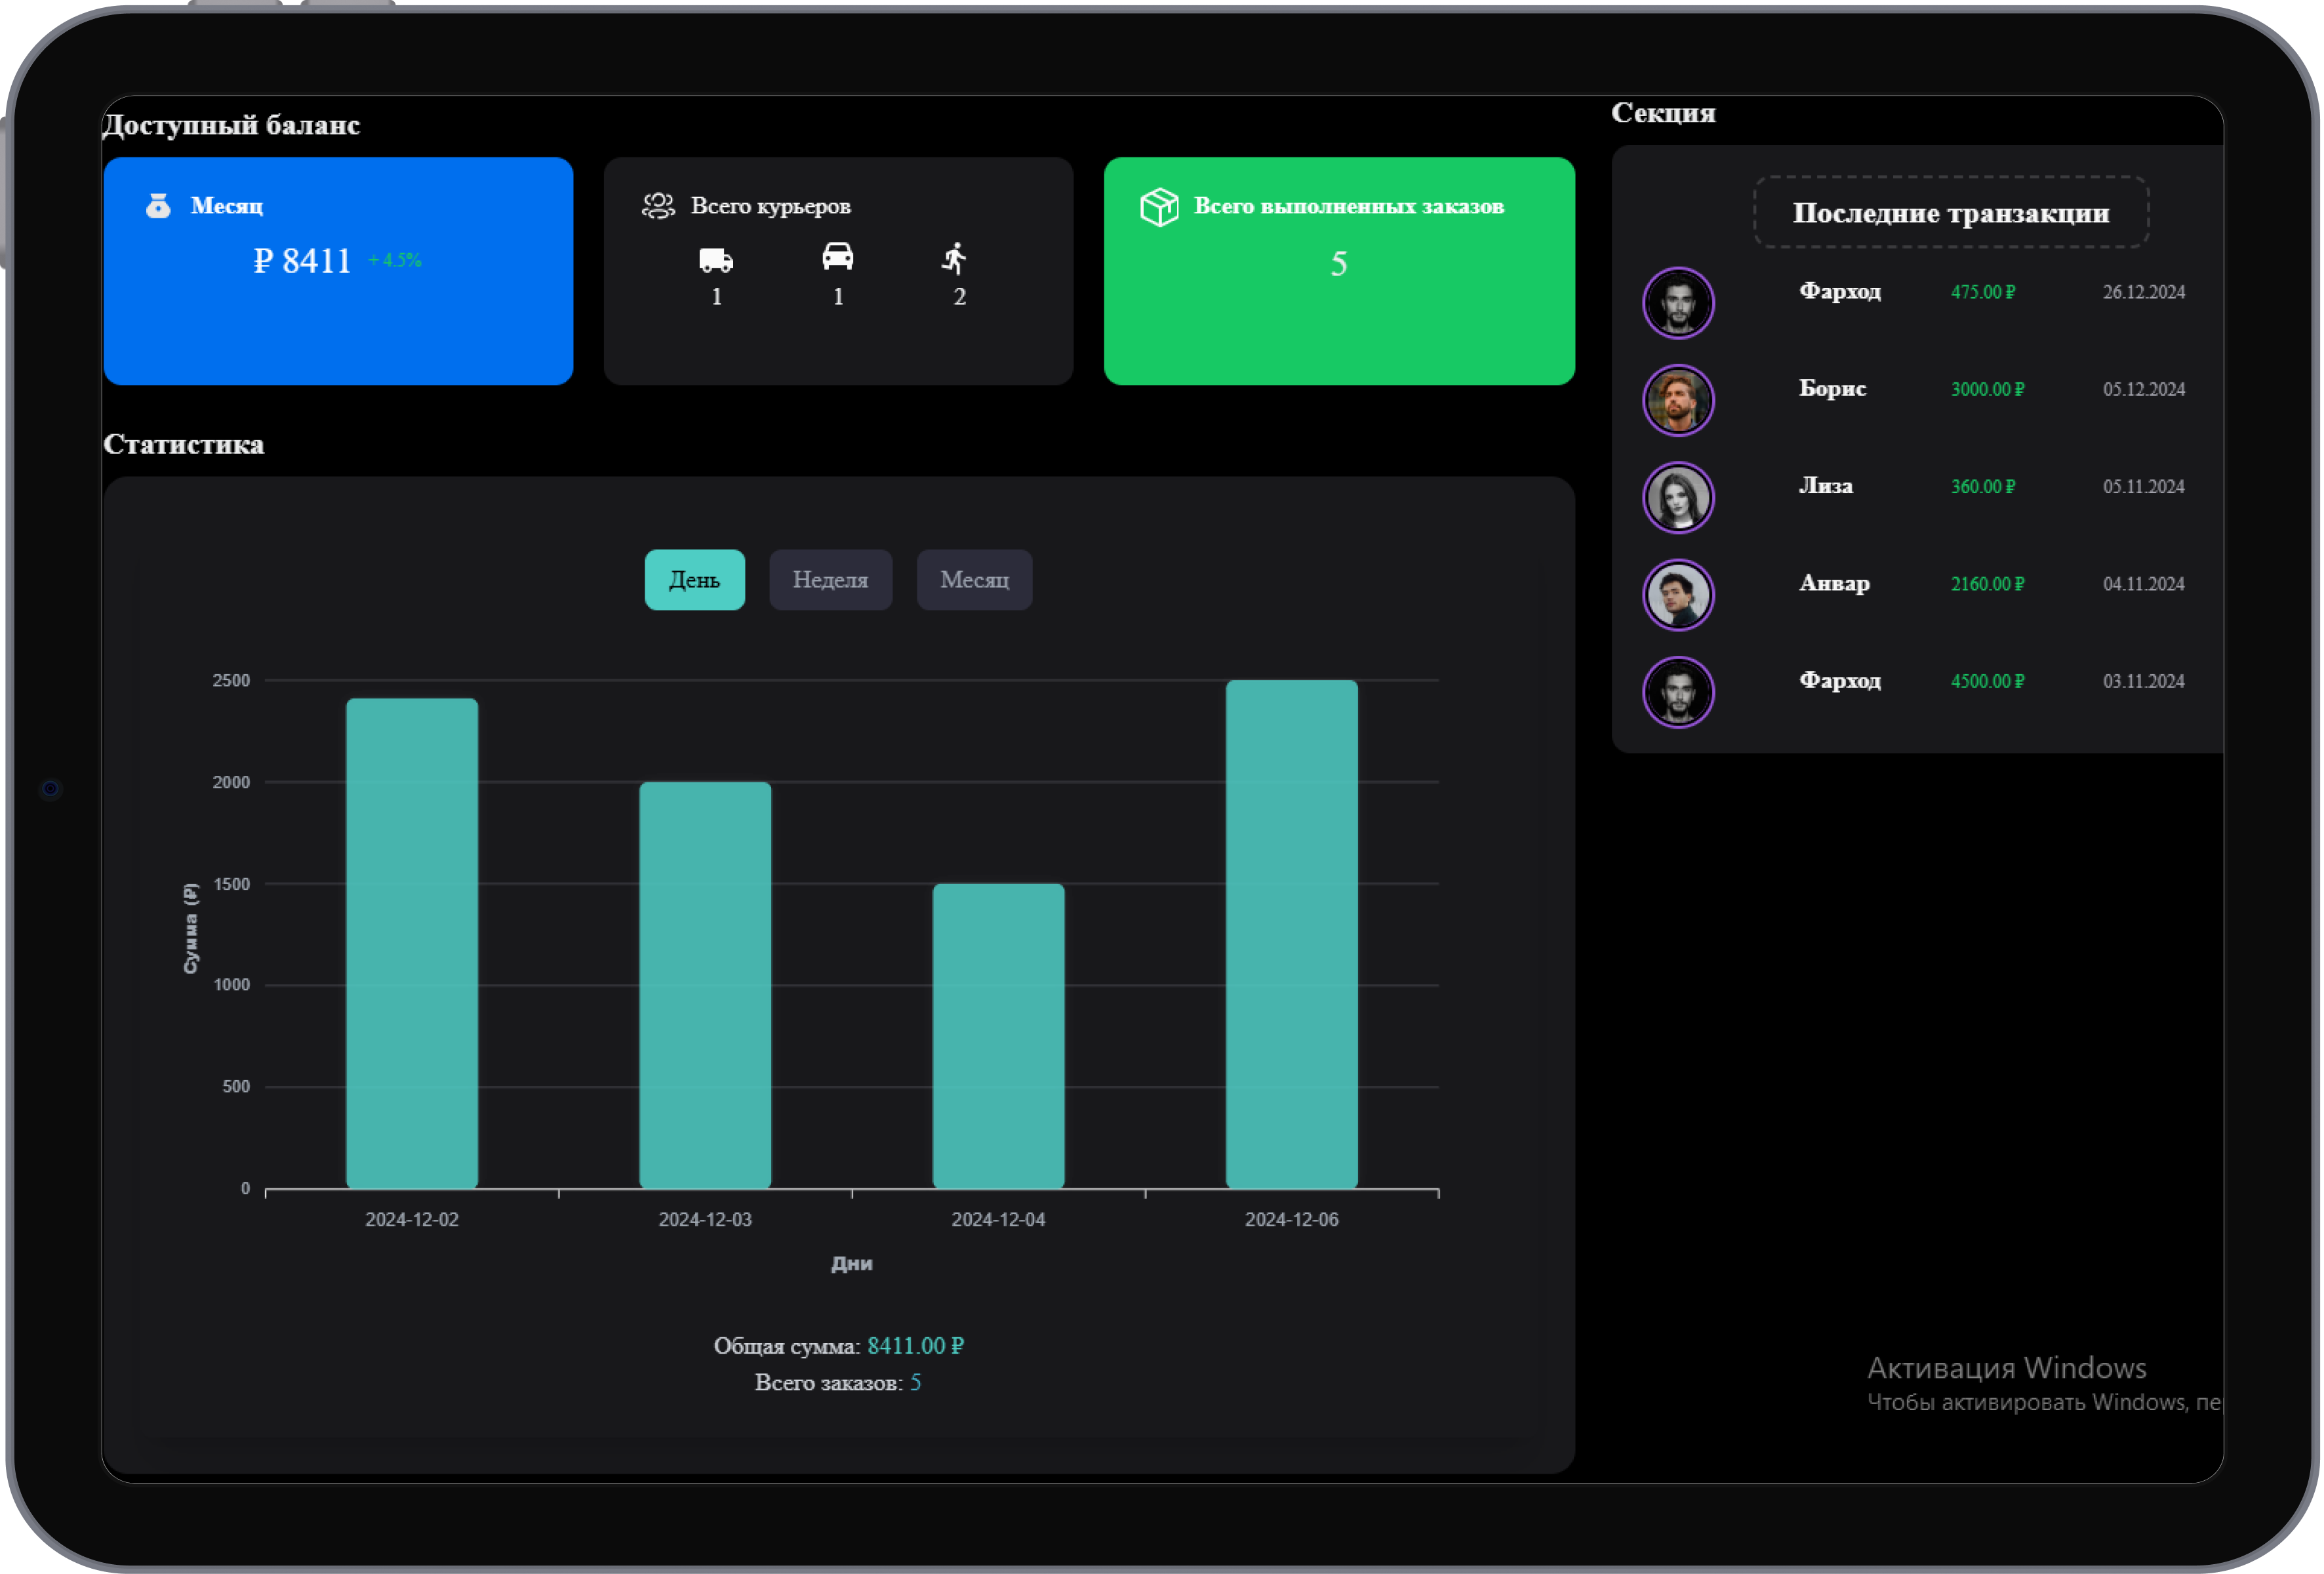 Доступный баланс
Месяц
₽ 8411 + 4.5%
Всего курьеров
1 1 2
Всего выполненных заказов
5
Статистика
День Неделя Месяц
2500
2000
1500
1000
500
0
Сумма (₽)
2024-12-02 2024-12-03 2024-12-04 2024-12-06
Дни
Общая сумма: 8411.00 ₽
Всего заказов: 5
Секция
Последние транзакции
Фарход 475.00 ₽ 26.12.2024
Борис 3000.00 ₽ 05.12.2024
Лиза 360.00 ₽ 05.11.2024
Анвар 2160.00 ₽ 04.11.2024
Фарход 4500.00 ₽ 03.11.2024
Активация Windows
Чтобы активировать Windows, пе